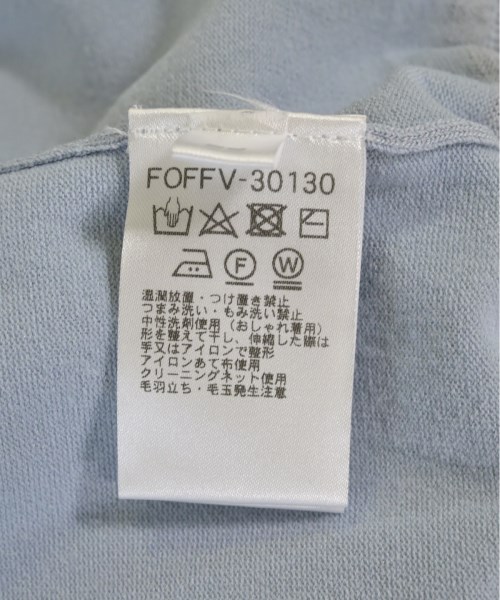 FOFFV-30130
F W
湿潤放置・つけ置き禁止
つまみ洗い・もみ洗い禁止
中性洗剤使用(おしゃれ着用)
形を整えて干し、伸縮した際は
手又はアイロンで整形
アイロンあて布使用
クリーニングネット使用
毛羽立ち・毛玉発生注意